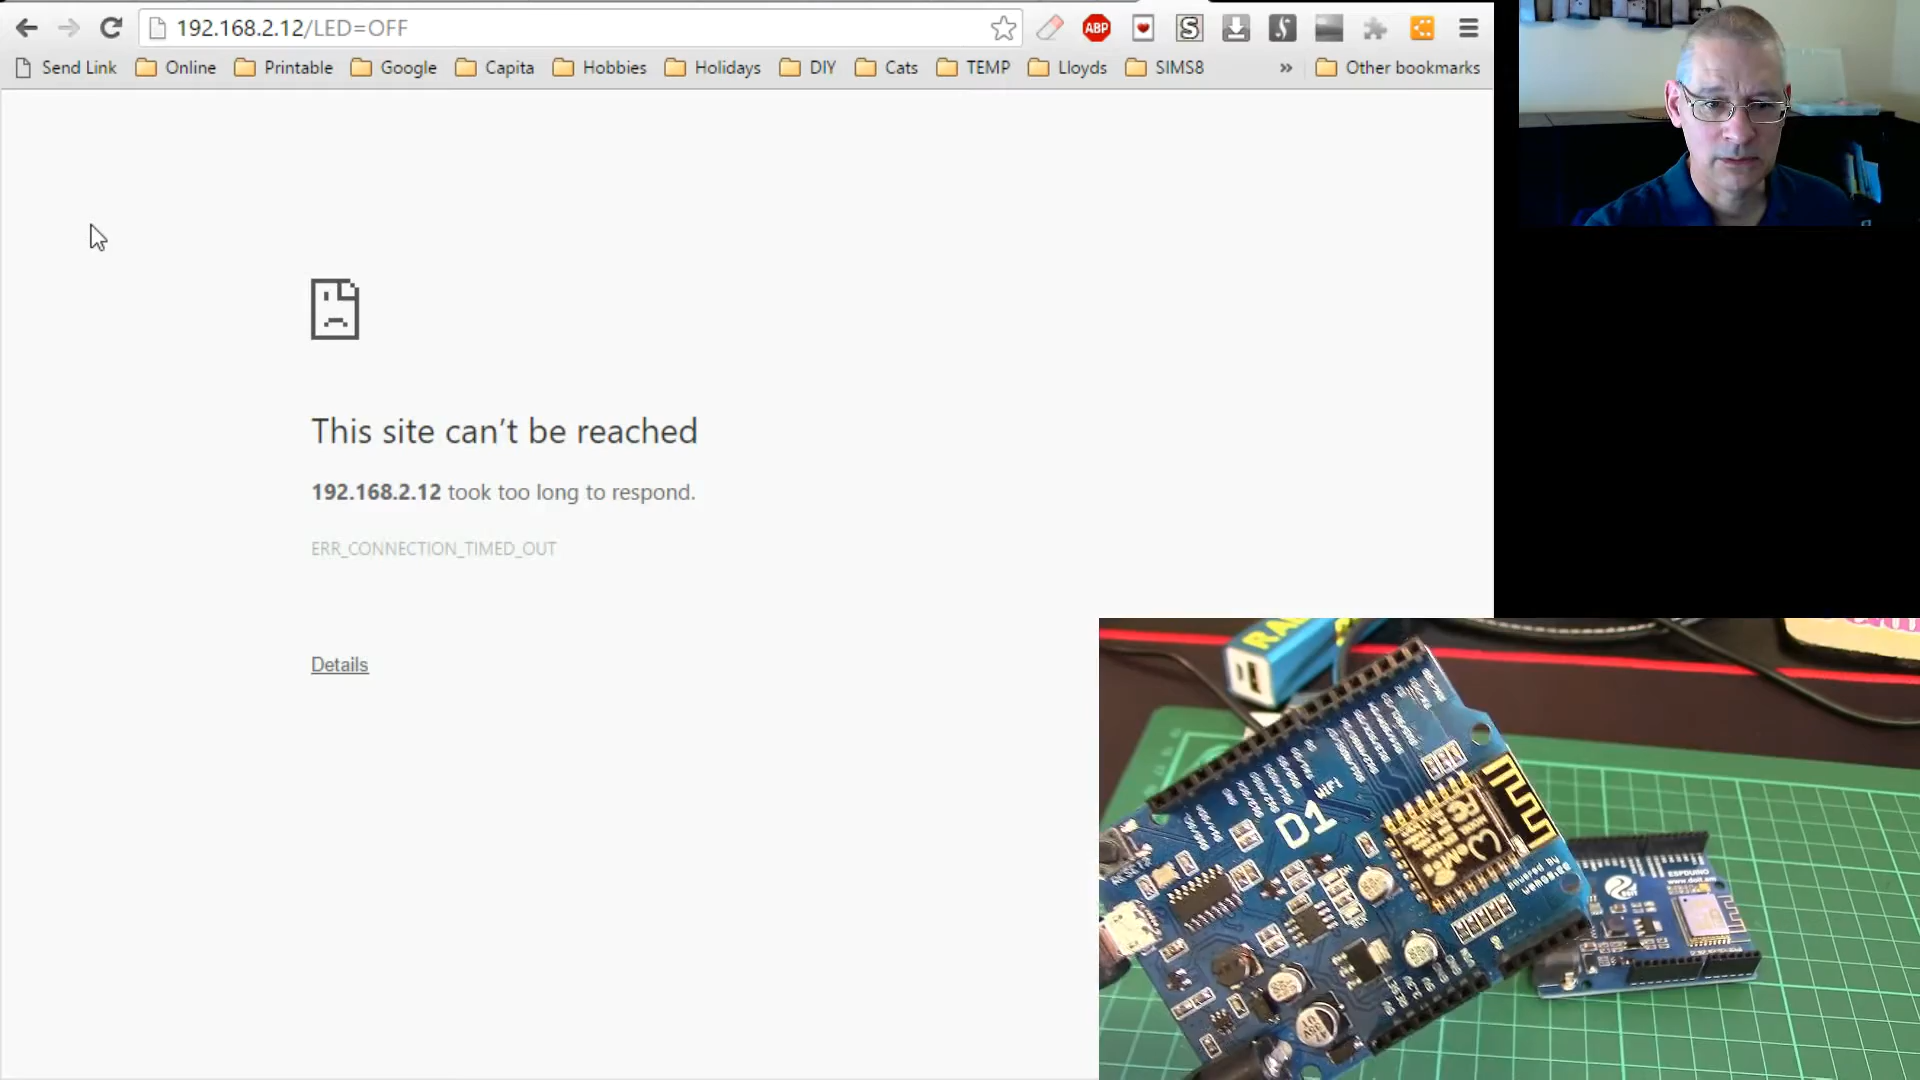 192.168.2.12/LED=OFF
ABP
S
Send Link
Online
Printable
Google
Capita
Hobbies
Holidays
DIY
Cats
TEMP
Lloyds
SIMS8
»
Other bookmarks
This site can’t be reached
192.168.2.12 took too long to respond.
ERR_CONNECTION_TIMED_OUT
Details
WiFi
D1
ESPDUINO